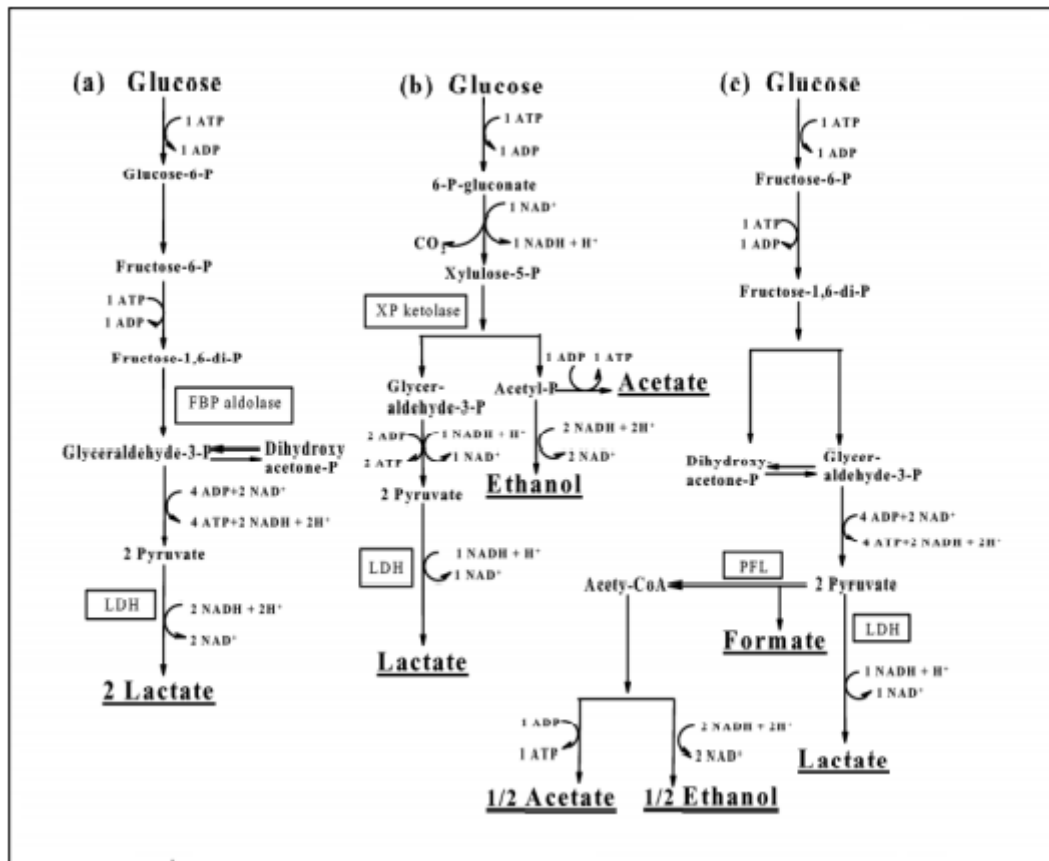 (a) Glucose
1 ATP
1 ADP
Glucose-6-P
Fructose-6-P
1 ATP
1 ADP
Fructose-1,6-di-P
FBP aldolase
Glyceraldehyde-3-P
Dihydroxy
acetone-P
4 ADP+2 NAD⁺
4 ATP+2 NADH + 2H⁺
2 Pyruvate
LDH
2 NADH + 2H⁺
2 NAD⁺
2 Lactate
(b) Glucose
1 ATP
1 ADP
6-P-gluconate
1 NAD⁺
CO₂
1 NADH + H⁺
Xylulose-5-P
XP ketolase
1 ADP 1 ATP
Glycer-
aldehyde-3-P
Acetyl-P
Acetate
2 ADP
1 NADH + H⁺
2 ATP
1 NAD⁺
2 NADH + 2H⁺
2 NAD⁺
2 Pyruvate
Ethanol
LDH
1 NADH + H⁺
1 NAD⁺
Lactate
(c) Glucose
1 ATP
1 ADP
Fructose-6-P
1 ATP
1 ADP
Fructose-1,6-di-P
Dihydroxy-
acetone-P
Glycer-
aldehyde-3-P
4 ADP+2 NAD⁺
4 ATP+2 NADH + 2H⁺
PFL
Acety-CoA
2 Pyruvate
Formate
LDH
1 NADH + H⁺
1 NAD⁺
Lactate
1 ADP
1 ATP
2 NADH + 2H⁺
2 NAD⁺
1/2 Acetate
1/2 Ethanol